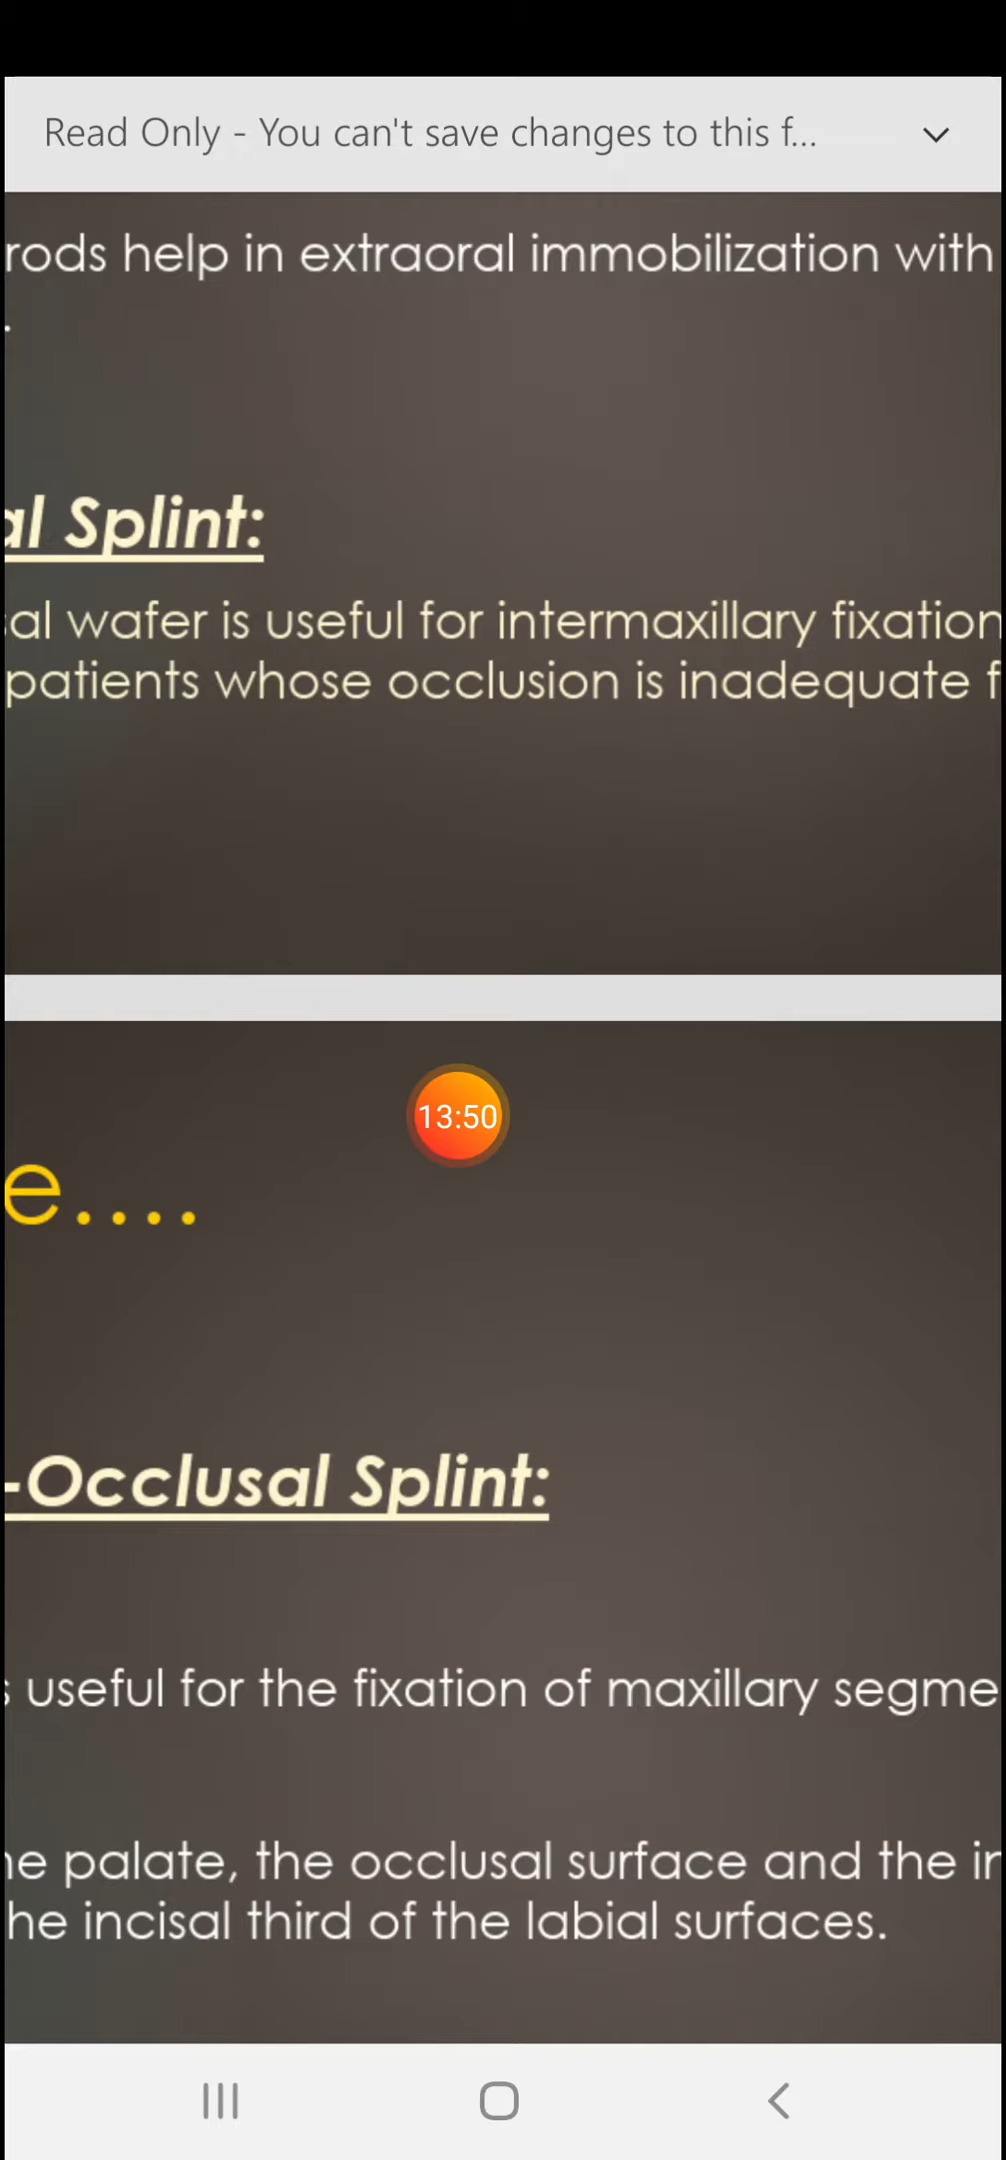 Read Only - You can't save changes to this f...
rods help in extraoral immobilization with
.
al Splint:
al wafer is useful for intermaxillary fixation
patients whose occlusion is inadequate f
13:50
e....
-Occlusal Splint:
s useful for the fixation of maxillary segme
he palate, the occlusal surface and the ir
he incisal third of the labial surfaces.